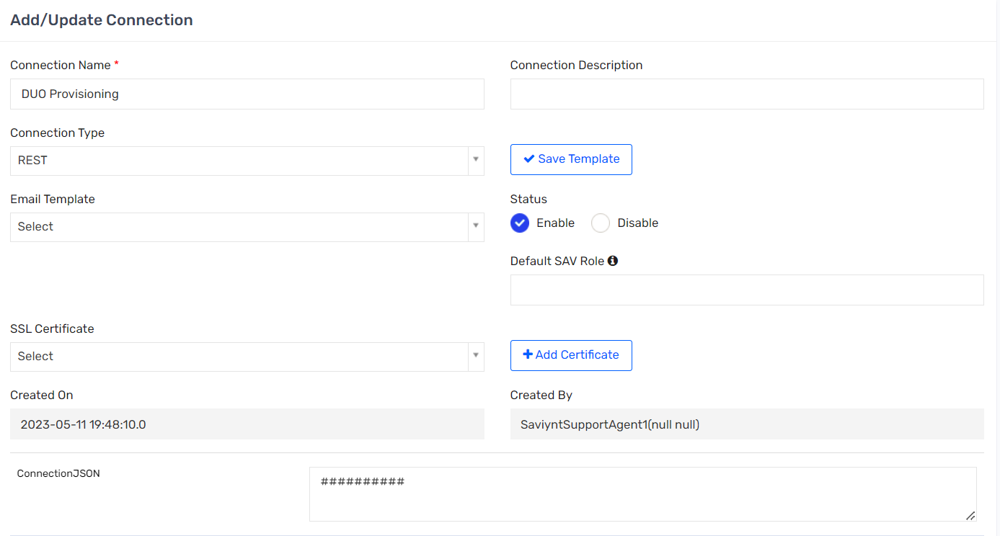 Add/Update Connection
Connection Name *
Connection Description
DUO Provisioning
Connection Type
REST
Save Template
Email Template
Status
Select
Enable
Disable
Default SAV Role
SSL Certificate
Select
Add Certificate
Created On
Created By
2023-05-11 19:48:10.0
SaviyntSupportAgent1(null null)
ConnectionJSON
##########